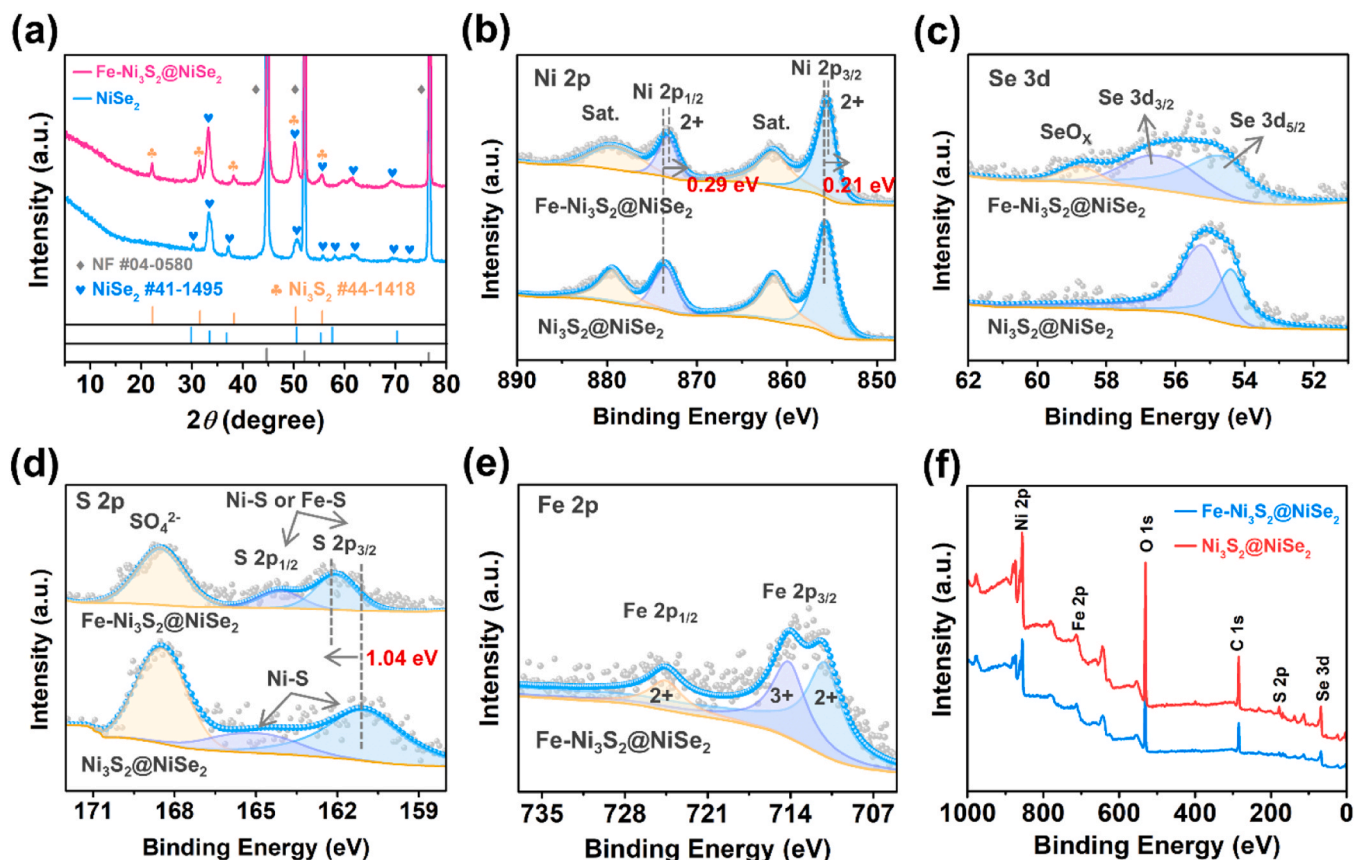 (a)
Fe-Ni₃S₂@NiSe₂
NiSe₂
NF #04-0580
NiSe₂ #41-1495
Ni₃S₂ #44-1418
Intensity (a.u.)
10 20 30 40 50 60 70 80
2θ (degree)
(b)
Ni 2p
Ni 2p₃/₂
2+
Ni 2p₁/₂
2+
Sat.
Sat.
0.29 eV
0.21 eV
Fe-Ni₃S₂@NiSe₂
Ni₃S₂@NiSe₂
Intensity (a.u.)
890 880 870 860 850
Binding Energy (eV)
(c)
Se 3d
Se 3d₃/₂
Se 3d₅/₂
SeOₓ
Fe-Ni₃S₂@NiSe₂
Ni₃S₂@NiSe₂
Intensity (a.u.)
62 60 58 56 54 52
Binding Energy (eV)
(d)
S 2p
Ni-S or Fe-S
SO₄²⁻
S 2p₃/₂
S 2p₁/₂
Fe-Ni₃S₂@NiSe₂
1.04 eV
Ni-S
Ni₃S₂@NiSe₂
Intensity (a.u.)
171 168 165 162 159
Binding Energy (eV)
(e)
Fe 2p
Fe 2p₃/₂
Fe 2p₁/₂
2+
3+
2+
Fe-Ni₃S₂@NiSe₂
Intensity (a.u.)
735 728 721 714 707
Binding Energy (eV)
(f)
Fe-Ni₃S₂@NiSe₂
Ni₃S₂@NiSe₂
Ni 2p
Fe 2p
O 1s
C 1s
S 2p
Se 3d
Intensity (a.u.)
1000 800 600 400 200 0
Binding Energy (eV)